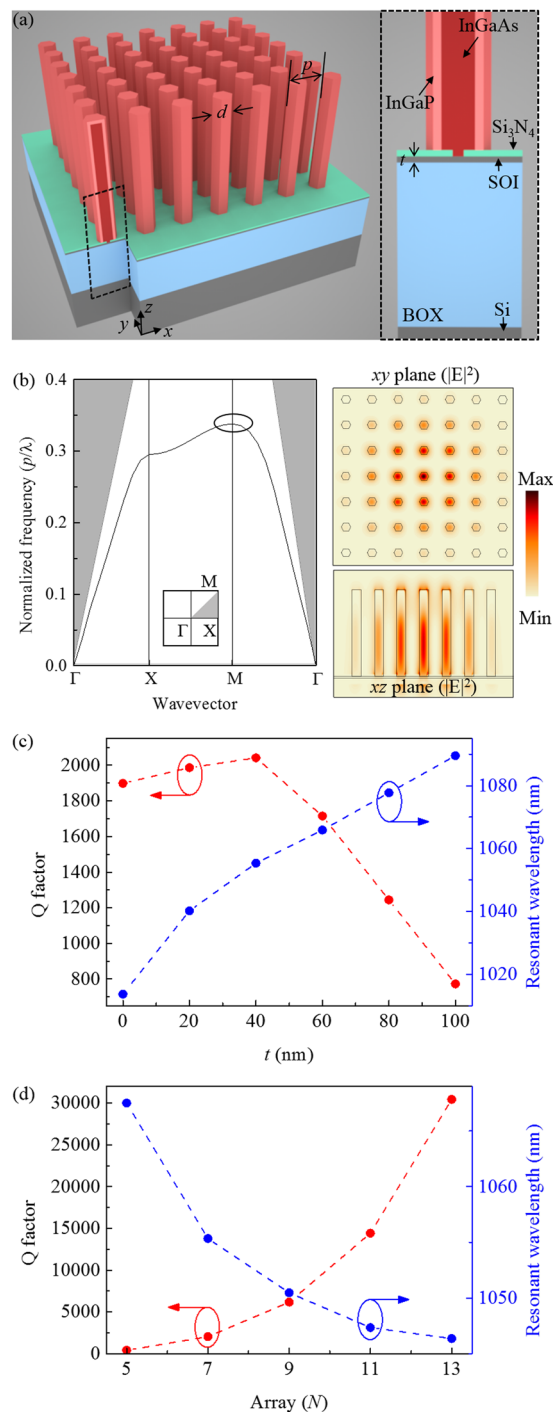 (a)
p
d
InGaAs
InGaP
Si3N4
t
SOI
BOX
Si
z
y
x
(b)
Normalized frequency (p/λ)
0.4
0.3
0.2
0.1
0.0
M
Γ X
Γ X M Γ
Wavevector
xy plane (|E|²)
Max
Min
xz plane (|E|²)
(c)
Q factor
2000
1800
1600
1400
1200
1000
800
0 20 40 60 80 100
t (nm)
1080
1060
1040
1020
Resonant wavelength (nm)
(d)
Q factor
30000
25000
20000
15000
10000
5000
0
5 7 9 11 13
Array (N)
1060
1050
Resonant wavelength (nm)